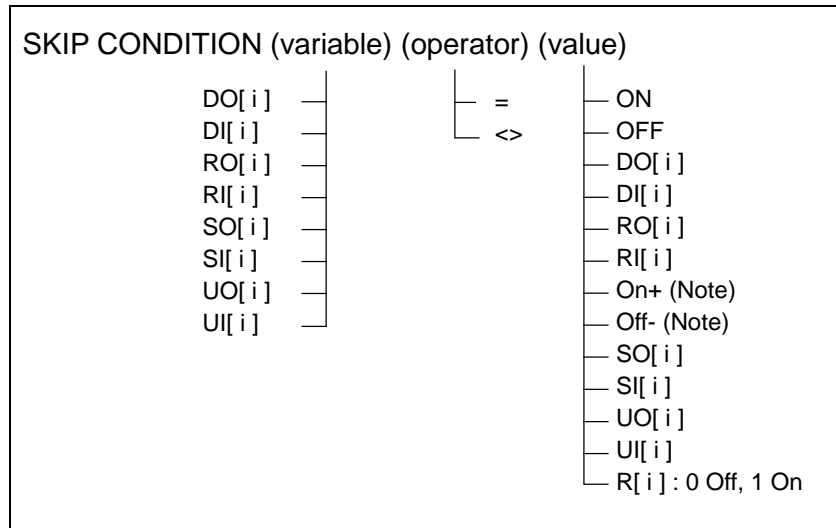 SKIP CONDITION (variable) (operator) (value)
DO[ i ]
DI[ i ]
RO[ i ]
RI[ i ]
SO[ i ]
SI[ i ]
UO[ i ]
UI[ i ]
=
<>
ON
OFF
DO[ i ]
DI[ i ]
RO[ i ]
RI[ i ]
On+ (Note)
Off- (Note)
SO[ i ]
SI[ i ]
UO[ i ]
UI[ i ]
R[ i ] : 0 Off, 1 On